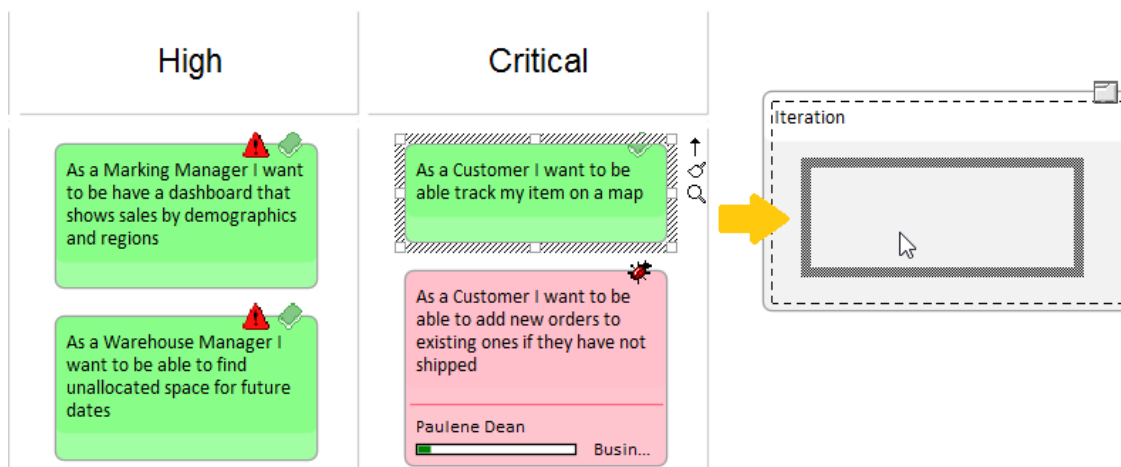 High
Critical
Iteration
As a Marking Manager I want
to be have a dashboard that
shows sales by demographics
and regions
As a Customer I want to be
able track my item on a map
As a Warehouse Manager I
want to be able to find
unallocated space for future
dates
As a Customer I want to be
able to add new orders to
existing ones if they have not
shipped
Paulene Dean
Busin...